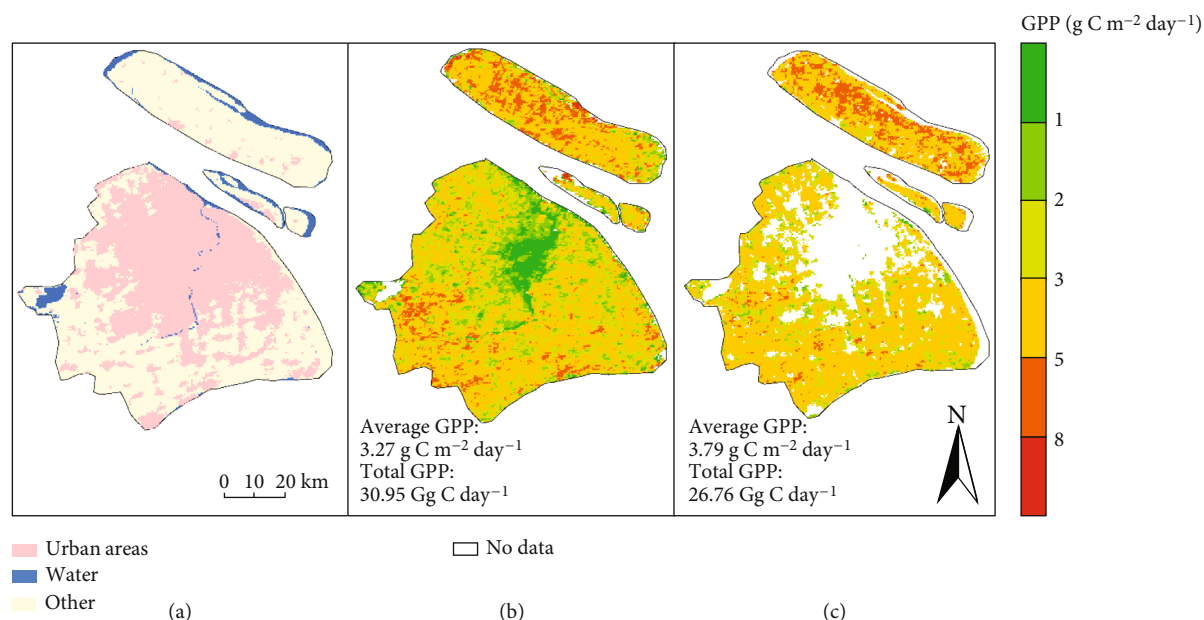 GPP (g C m⁻² day⁻¹)
1
2
3
5
8
Average GPP:
3.27 g C m⁻² day⁻¹
Total GPP:
30.95 Gg C day⁻¹
Average GPP:
3.79 g C m⁻² day⁻¹
Total GPP:
26.76 Gg C day⁻¹
N
0 10 20 km
Urban areas
Water
Other
No data
(a)
(b)
(c)